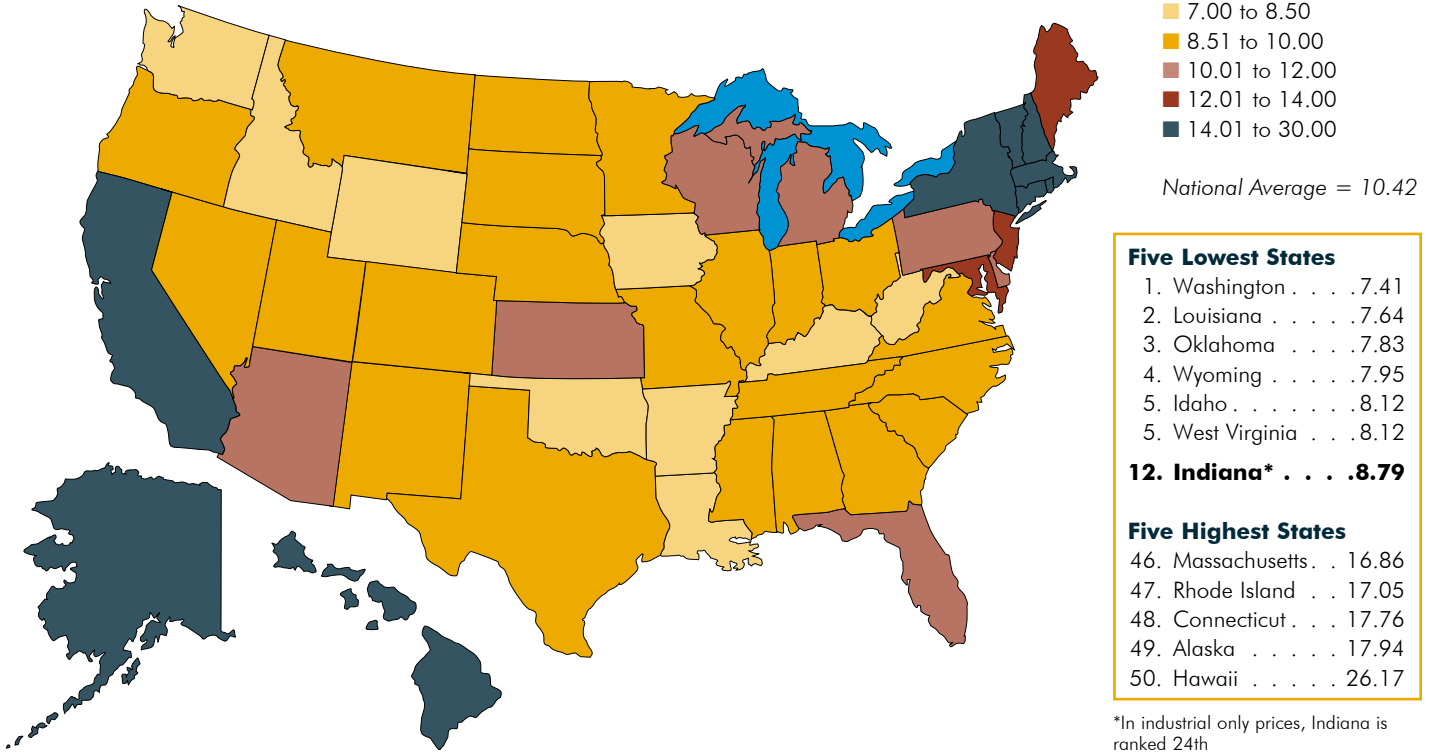 7.00 to 8.50
8.51 to 10.00
10.01 to 12.00
12.01 to 14.00
14.01 to 30.00
National Average = 10.42
Five Lowest States
1. Washington . . . .7.41
2. Louisiana . . . . .7.64
3. Oklahoma . . . .7.83
4. Wyoming . . . . .7.95
5. Idaho . . . . . . .8.12
5. West Virginia . . .8.12
12. Indiana* . . . .8.79
Five Highest States
46. Massachusetts. . 16.86
47. Rhode Island . . 17.05
48. Connecticut . . . 17.76
49. Alaska . . . . . 17.94
50. Hawaii . . . . . 26.17
*In industrial only prices, Indiana is
ranked 24th